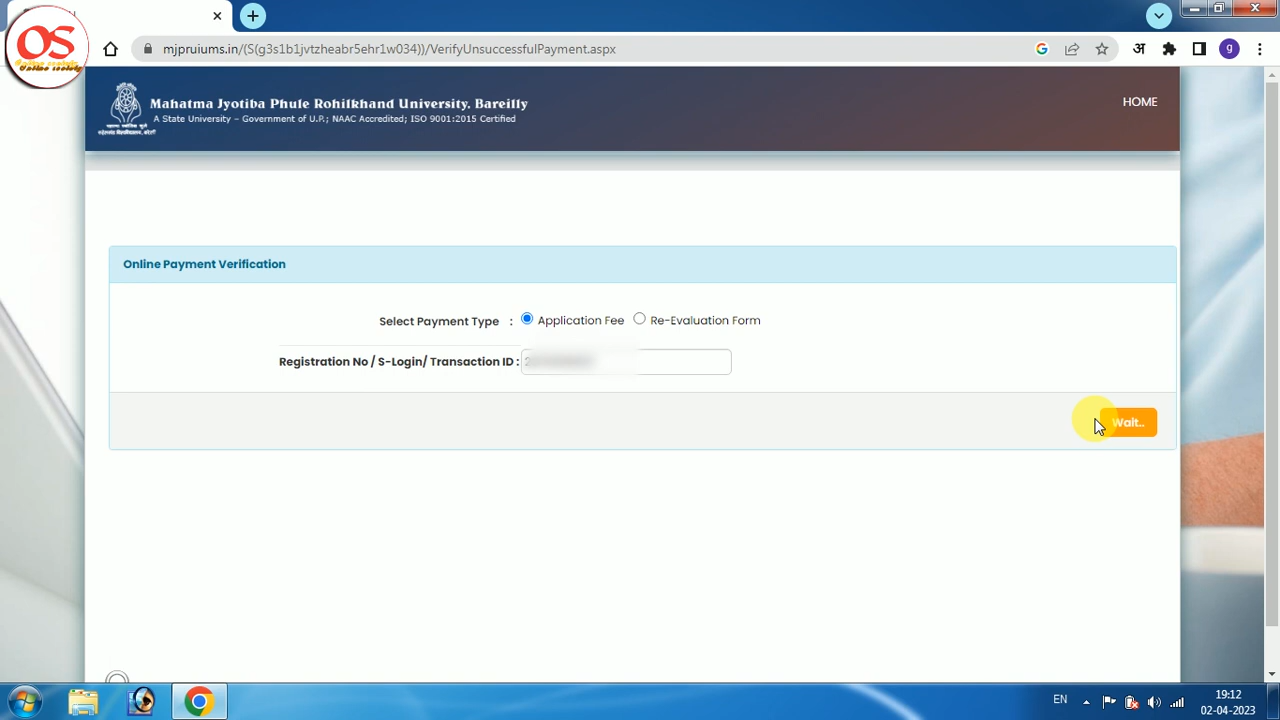 OS
Online society
mjpruiums.in/(S(g3s1b1jvtzheabr5ehr1w034))/VerifyUnsuccessfulPayment.aspx
अ
g
Mahatma Jyotiba Phule Rohilkhand University, Bareilly
A State University – Government of U.P.; NAAC Accredited; ISO 9001:2015 Certified
HOME
Online Payment Verification
Select Payment Type : Application Fee Re-Evaluation Form
Registration No / S-Login/ Transaction ID :
Wait..
EN
19:12
02-04-2023